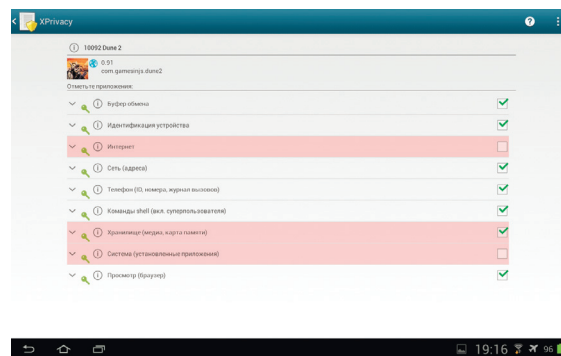 XPrivacy
10092 Dune 2
0.91
com.gamesinjs.dune2
Отметьте приложения:
Буфер обмена
Идентификация устройства
Интернет
Сеть (адреса)
Телефон (ID, номера, журнал вызовов)
Команды shell (вкл. суперпользователя)
Хранилище (медиа, карта памяти)
Система (установленные приложения)
Просмотр (браузер)
19:16 96